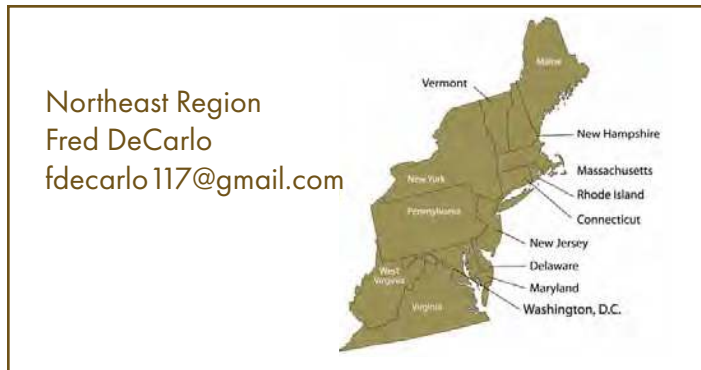 Northeast Region
Fred DeCarlo
fdecarlo117@gmail.com
Maine
Vermont
New Hampshire
Massachusetts
New York
Rhode Island
Connecticut
Pennsylvania
New Jersey
Delaware
West
Virginia
Maryland
Virginia
Washington, D.C.